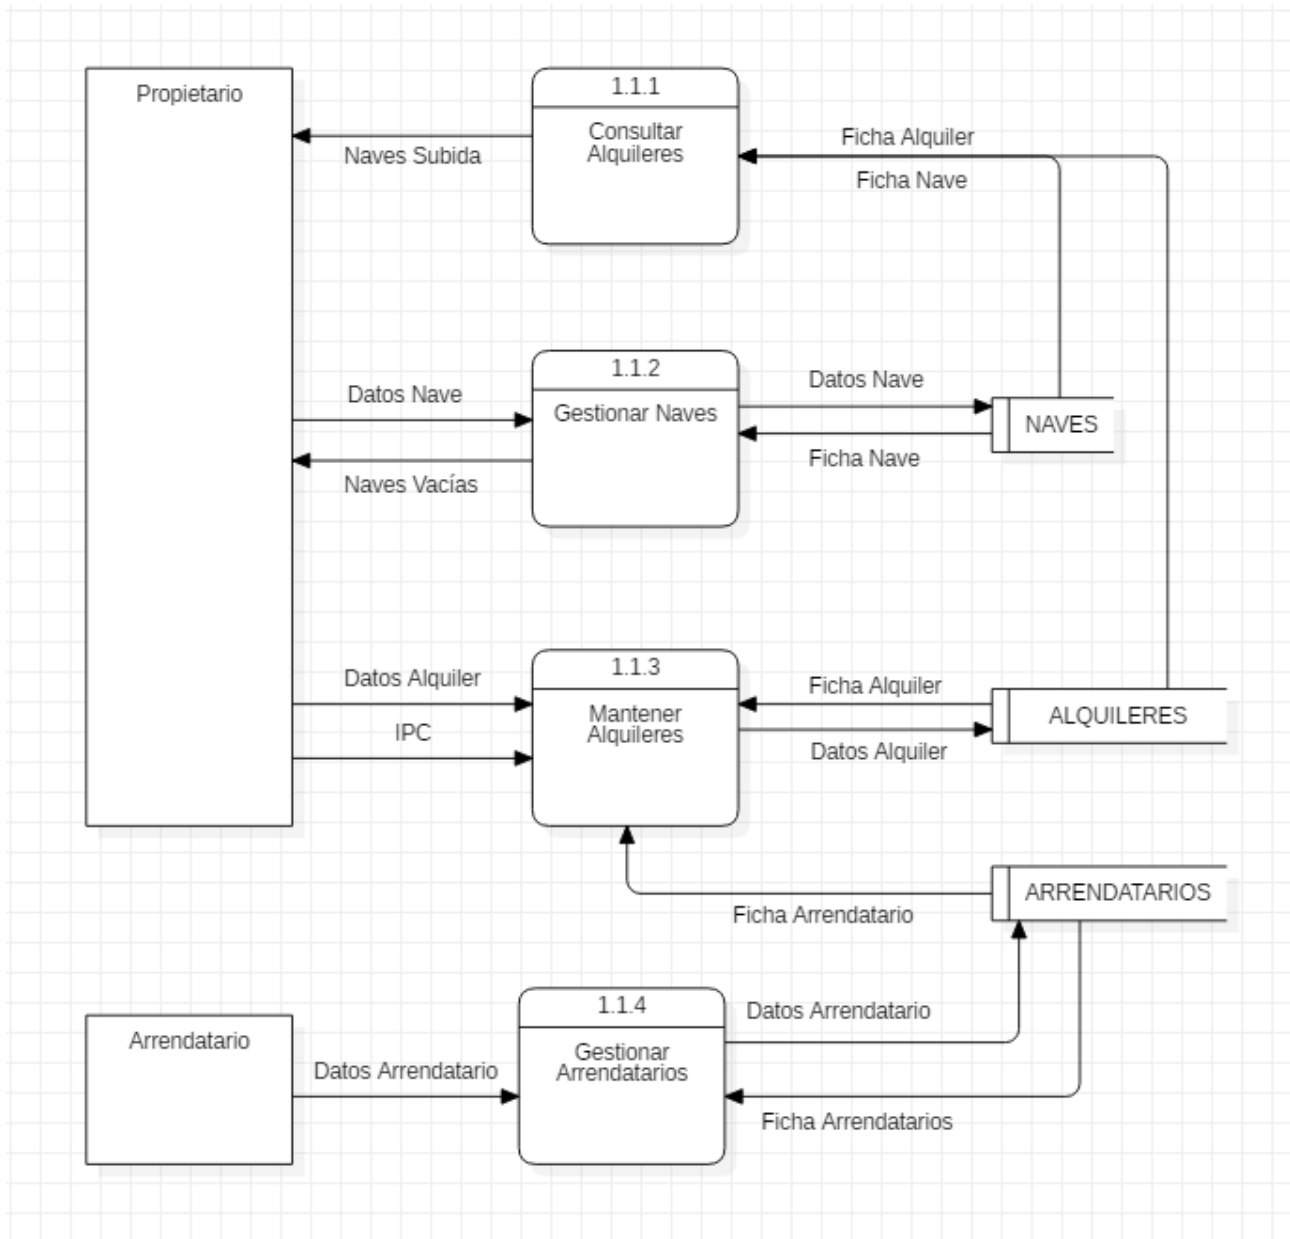 Propietario
1.1.1
Consultar
Alquileres
Naves Subida
Ficha Alquiler
Ficha Nave
1.1.2
Gestionar Naves
Datos Nave
Naves Vacías
Datos Nave
Ficha Nave
NAVES
1.1.3
Mantener
Alquileres
Datos Alquiler
IPC
Ficha Alquiler
Datos Alquiler
ALQUILERES
Ficha Arrendatario
ARRENDATARIOS
Arrendatario
Datos Arrendatario
1.1.4
Gestionar
Arrendatarios
Datos Arrendatario
Ficha Arrendatarios